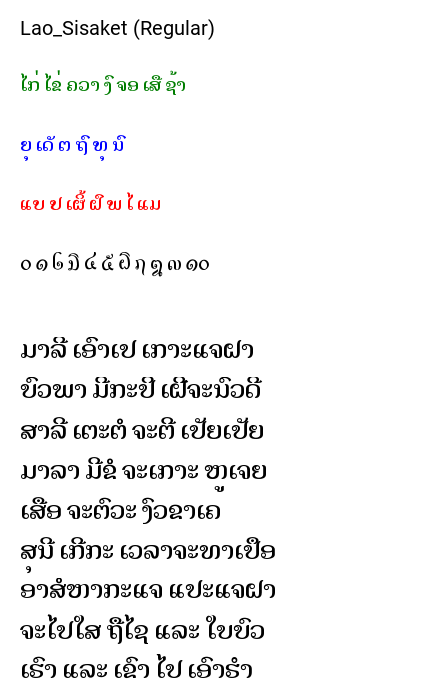 Lao_Sisaket (Regular)
ໄກ່ ໄຂ່ ຄວາ ງົ ຈອ ເສື ຊ້າ
ຍຸ ເດັ ຕ ຖົ ທຸ ນົ
ແບ ປ ເຜິ້ ຝື ພ ໄ ແມ
໐ ໑ ໒ ໓ ໔ ໕ ໖ ໗ ໘ ໙ ໑໐
ມາລີ ເອົາເປ ເກາະແຈຝາ
ບົວພາ ມີກະປິ ເຜີຈະນົວດີ
ສາລີ ເຕະຕໍ ຈະຕີ ເປັຍເປັຍ
ມາລາ ມີຂໍ ຈະເກາະ ຫູເຈຍ
ເສືອ ຈະຕົວະ ງົວຂາເຄ
ສຸນີ ເກີກະ ເວລາຈະທາເປືອ
ອາສໍຫາກະແຈ ແປະແຈຝາ
ຈະໄປໃສ ຖືໄຊ ແລະ ໃບບົວ
ເຮົາ ແລະ ເຂົາ ໄປ ເອົາຮໍາ